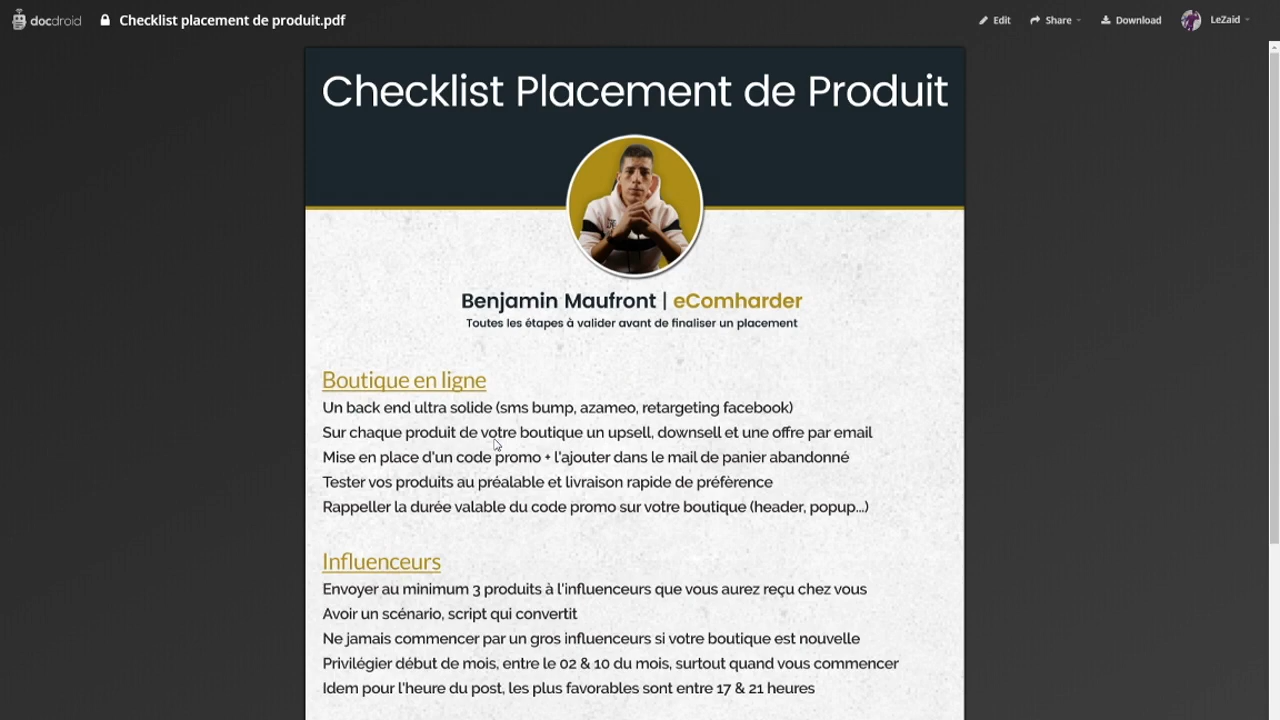 docdroid
Checklist placement de produit.pdf
Edit
Share
Download
LeZaid
Checklist Placement de Produit
Benjamin Maufront | eComharder
Toutes les étapes à valider avant de finaliser un placement
Boutique en ligne
Un back end ultra solide (sms bump, azameo, retargeting facebook)
Sur chaque produit de votre boutique un upsell, downsell et une offre par email
Mise en place d'un code promo + l'ajouter dans le mail de panier abandonné
Tester vos produits au préalable et livraison rapide de préfèrence
Rappeller la durée valable du code promo sur votre boutique (header, popup...)
Influenceurs
Envoyer au minimum 3 produits à l'influenceurs que vous aurez reçu chez vous
Avoir un scénario, script qui convertit
Ne jamais commencer par un gros influenceurs si votre boutique est nouvelle
Privilégier début de mois, entre le 02 & 10 du mois, surtout quand vous commencer
Idem pour l'heure du post, les plus favorables sont entre 17 & 21 heures